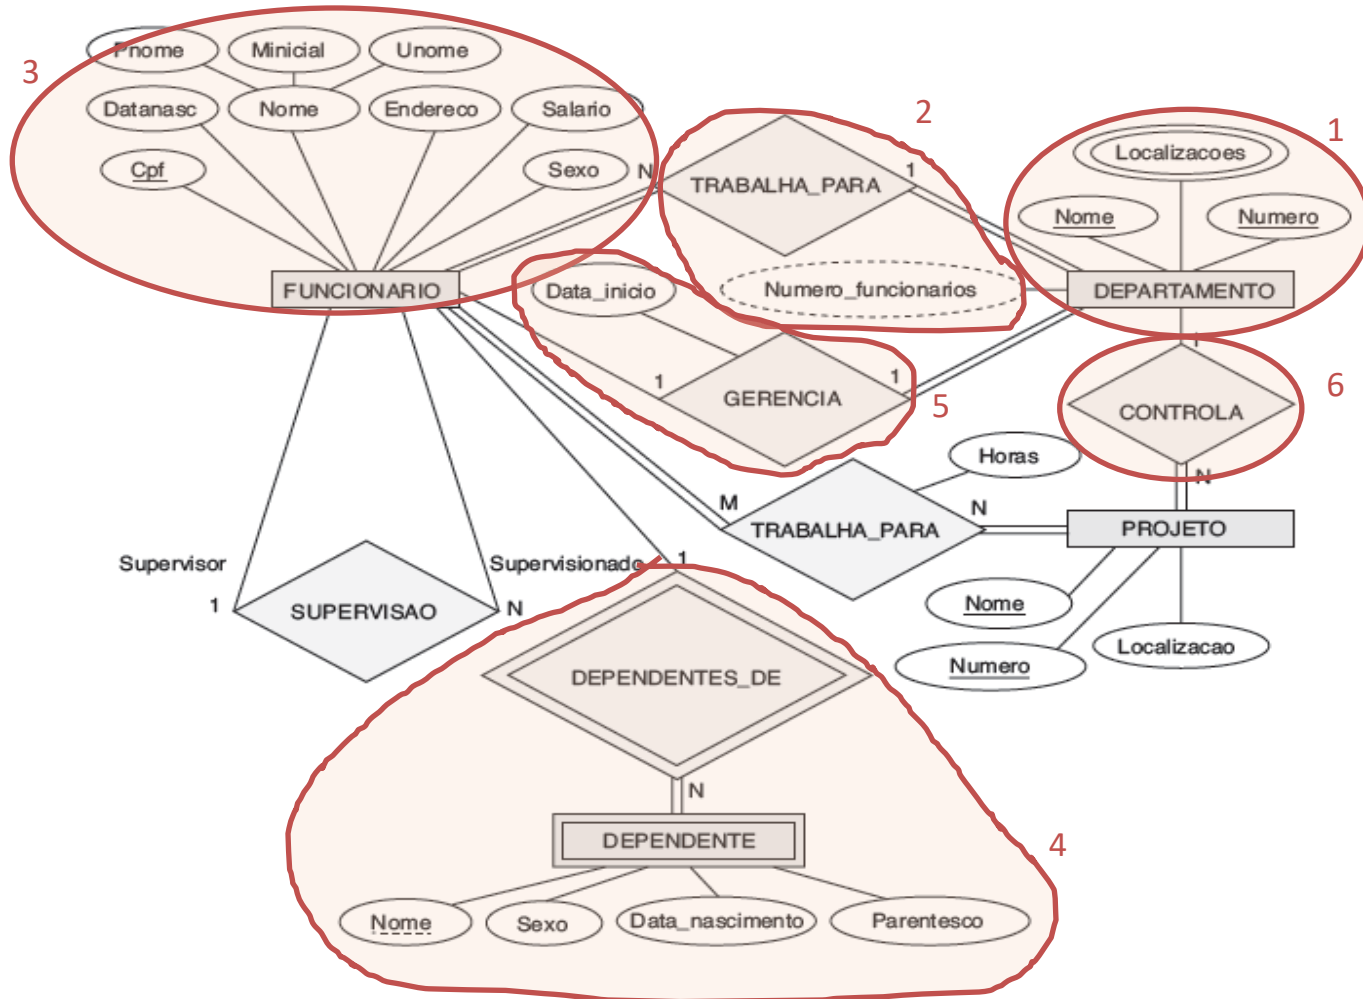 3
Pnome
Minicial
Unome
Datanasc
Nome
Endereco
Salario
Cpf
Sexo
FUNCIONARIO
N
TRABALHA_PARA
1
2
1
Localizacoes
Nome
Numero
DEPARTAMENTO
Data_inicio
Numero_funcionarios
1
GERENCIA
1
5
1
CONTROLA
6
N
Horas
M
TRABALHA_PARA
N
PROJETO
Nome
Numero
Localizacao
Supervisor
1
SUPERVISAO
N
Supervisionado
1
DEPENDENTES_DE
N
DEPENDENTE
4
Nome
Sexo
Data_nascimento
Parentesco